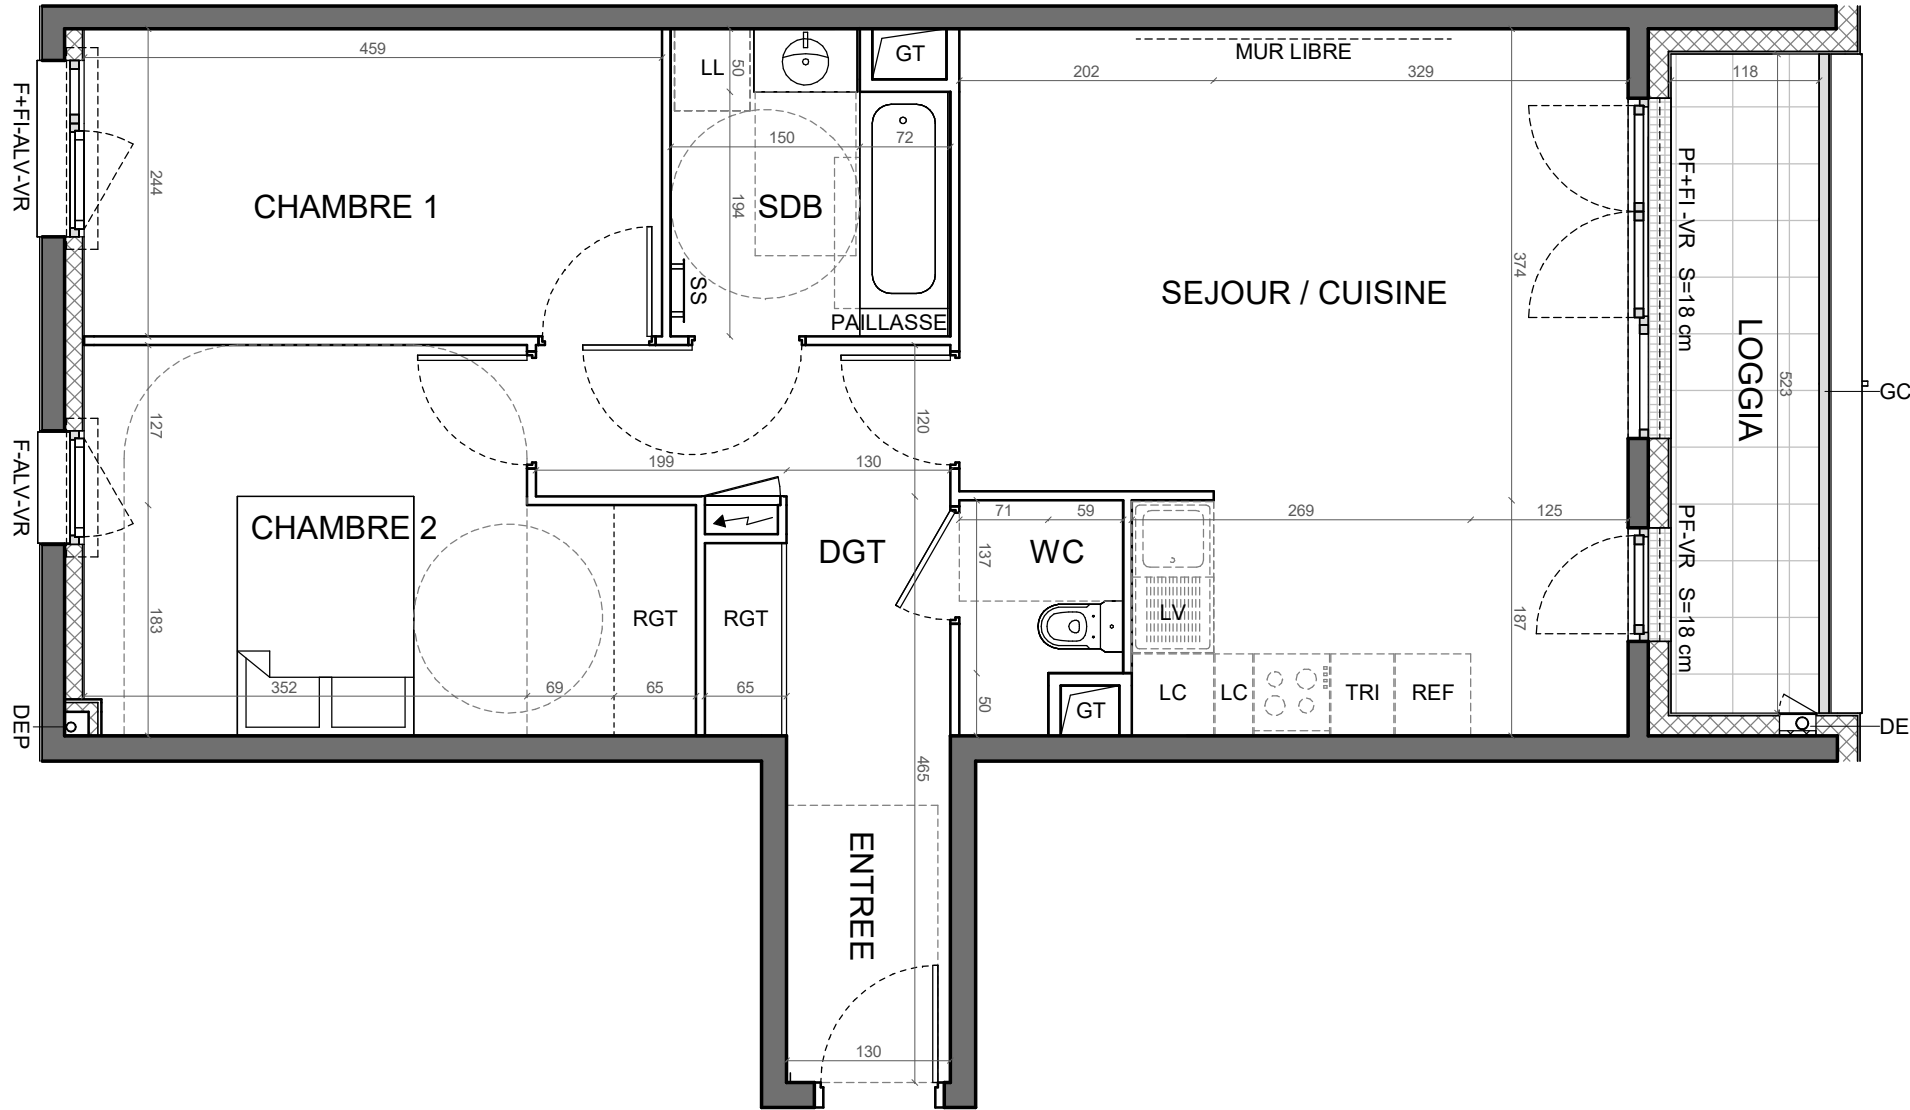 MUR LIBRE
459
LL
50
GT
202
329
118
F+FI-ALV-VR
244
CHAMBRE 1
150
72
194
SDB
SS
PAILLASSE
SEJOUR / CUISINE
374
PF+FI -VR S=18 cm
LOGGIA
523
GC
127
120
199
130
F-ALV-VR
CHAMBRE 2
183
352
69
65
RGT
RGT
65
DGT
71
59
137
WC
50
GT
LV
269
125
187
PF-VR S=18 cm
LC
LC
TRI
REF
DEP
DE
465
ENTREE
130